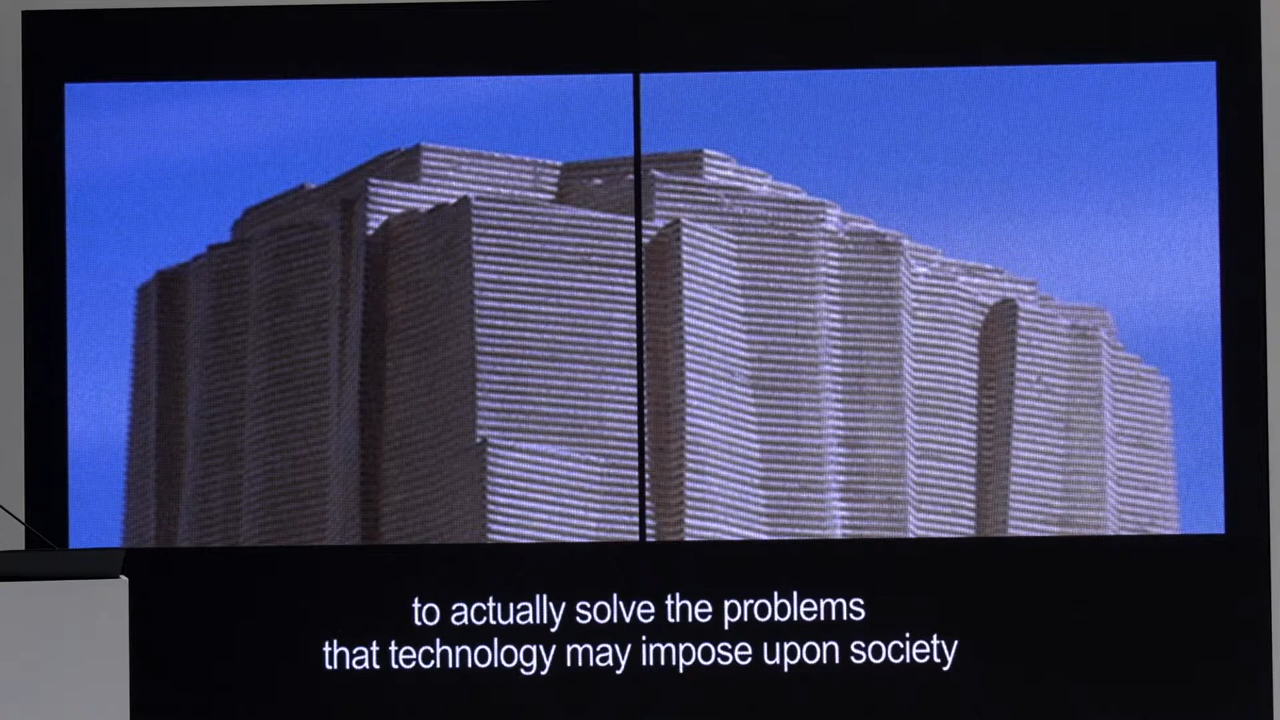 to actually solve the problems
that technology may impose upon society